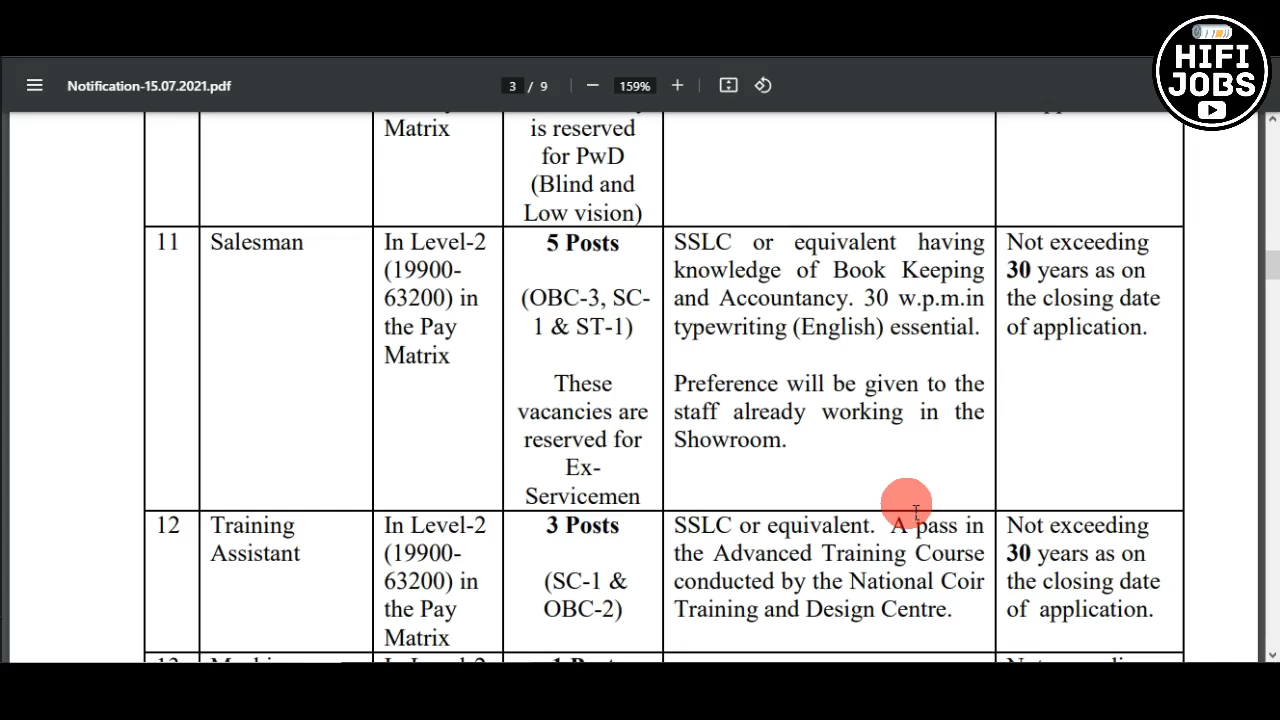 HIFI
JOBS
Notification-15.07.2021.pdf
3 / 9
159%
Matrix
is reserved
for PwD
(Blind and
Low vision)
11
Salesman
In Level-2
(19900-
63200) in
the Pay
Matrix
5 Posts
(OBC-3, SC-
1 & ST-1)
These
vacancies are
reserved for
Ex-
Servicemen
SSLC or equivalent having
knowledge of Book Keeping
and Accountancy. 30 w.p.m.in
typewriting (English) essential.
Preference will be given to the
staff already working in the
Showroom.
Not exceeding
30 years as on
the closing date
of application.
12
Training
Assistant
In Level-2
(19900-
63200) in
the Pay
Matrix
3 Posts
(SC-1 &
OBC-2)
SSLC or equivalent. A pass in
the Advanced Training Course
conducted by the National Coir
Training and Design Centre.
Not exceeding
30 years as on
the closing date
of application.